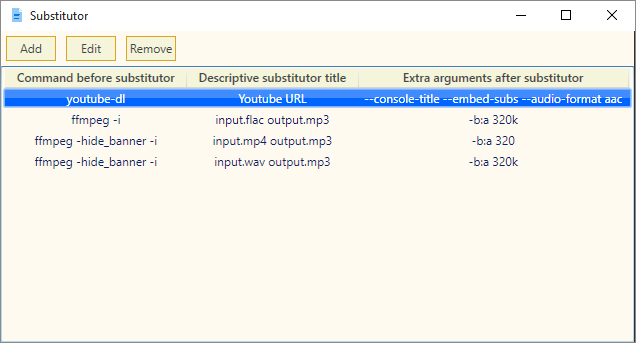 Substitutor
Add Edit Remove
Command before substitutor Descriptive substitutor title Extra arguments after substitutor
youtube-dl Youtube URL --console-title --embed-subs --audio-format aac
ffmpeg -i input.flac output.mp3 -b:a 320k
ffmpeg -hide_banner -i input.mp4 output.mp3 -b:a 320
ffmpeg -hide_banner -i input.wav output.mp3 -b:a 320k